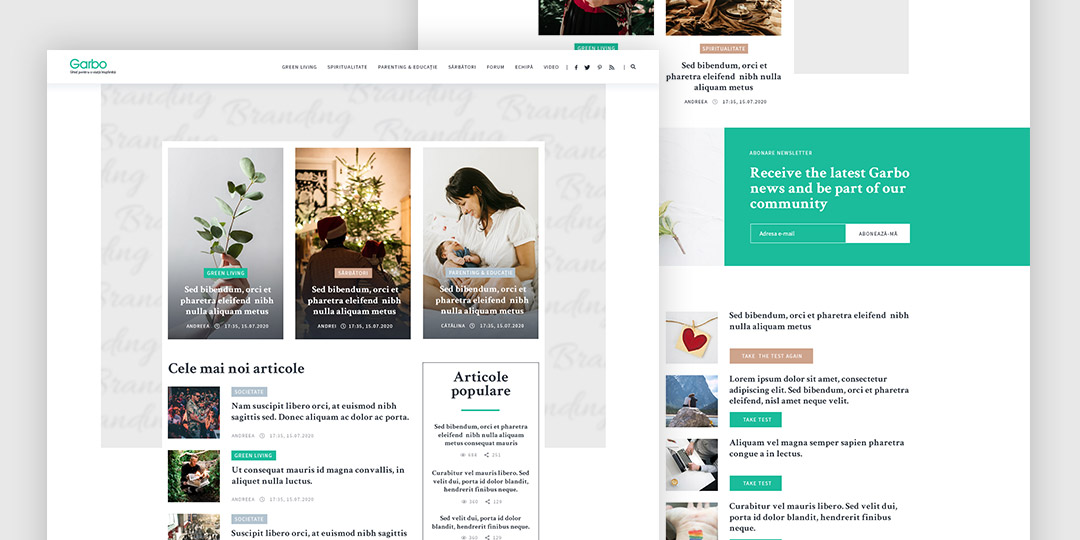 Garbo
Ghid pentru o viață împlinită
GREEN LIVING
SPIRITUALITATE
PARENTING & EDUCAȚIE
SĂRBĂTORI
FORUM
ECHIPĂ
VIDEO
Branding
Branding
Branding
Branding
Branding
Branding
Branding
Branding
GREEN LIVING
Sed bibendum, orci et
pharetra eleifend nibh
nulla aliquam metus
ANDREEA 17:35, 15.07.2020
SĂRBĂTORI
Sed bibendum, orci et
pharetra eleifend nibh
nulla aliquam metus
ANDREI 17:35, 15.07.2020
PARENTING & EDUCAȚIE
Sed bibendum, orci et
pharetra eleifend nibh
nulla aliquam metus
CĂTĂLINA 17:35, 15.07.2020
Cele mai noi articole
SOCIETATE
Nam suscipit libero orci, at euismod nibh
sagittis sed. Donec aliquam ac dolor ac porta.
ANDREEA 17:35, 15.07.2020
GREEN LIVING
Ut consequat mauris id magna convallis, in
aliquet nulla luctus.
ANDREEA 17:35, 15.07.2020
SOCIETATE
Suscipit libero orci, at euismod nibh sagittis
Articole
populare
Sed bibendum, orci et pharetra
eleifend nibh nulla aliquam
metus consequat mauris
688 251
Curabitur vel mauris libero. Sed
velit dui, porta id dolor blandit,
hendrerit finibus neque.
360 129
Sed velit dui, porta id dolor
blandit, hendrerit finibus neque.
360 129
GREEN LIVING
SPIRITUALITATE
Sed bibendum, orci et
pharetra eleifend nibh nulla
aliquam metus
ANDREEA 17:35, 15.07.2020
ABONARE NEWSLETTER
Receive the latest Garbo
news and be part of our
community
Adresa e-mail
ABONEAZĂ-MĂ
Sed bibendum, orci et pharetra eleifend nibh
nulla aliquam metus
TAKE THE TEST AGAIN
Lorem ipsum dolor sit amet, consectetur
adipiscing elit. Sed bibendum, orci et pharetra
eleifend, nisl amet neque velit.
TAKE TEST
Aliquam vel magna semper sapien pharetra
congue a in lectus.
TAKE TEST
Curabitur vel mauris libero. Sed velit dui,
porta id dolor blandit, hendrerit finibus
neque.